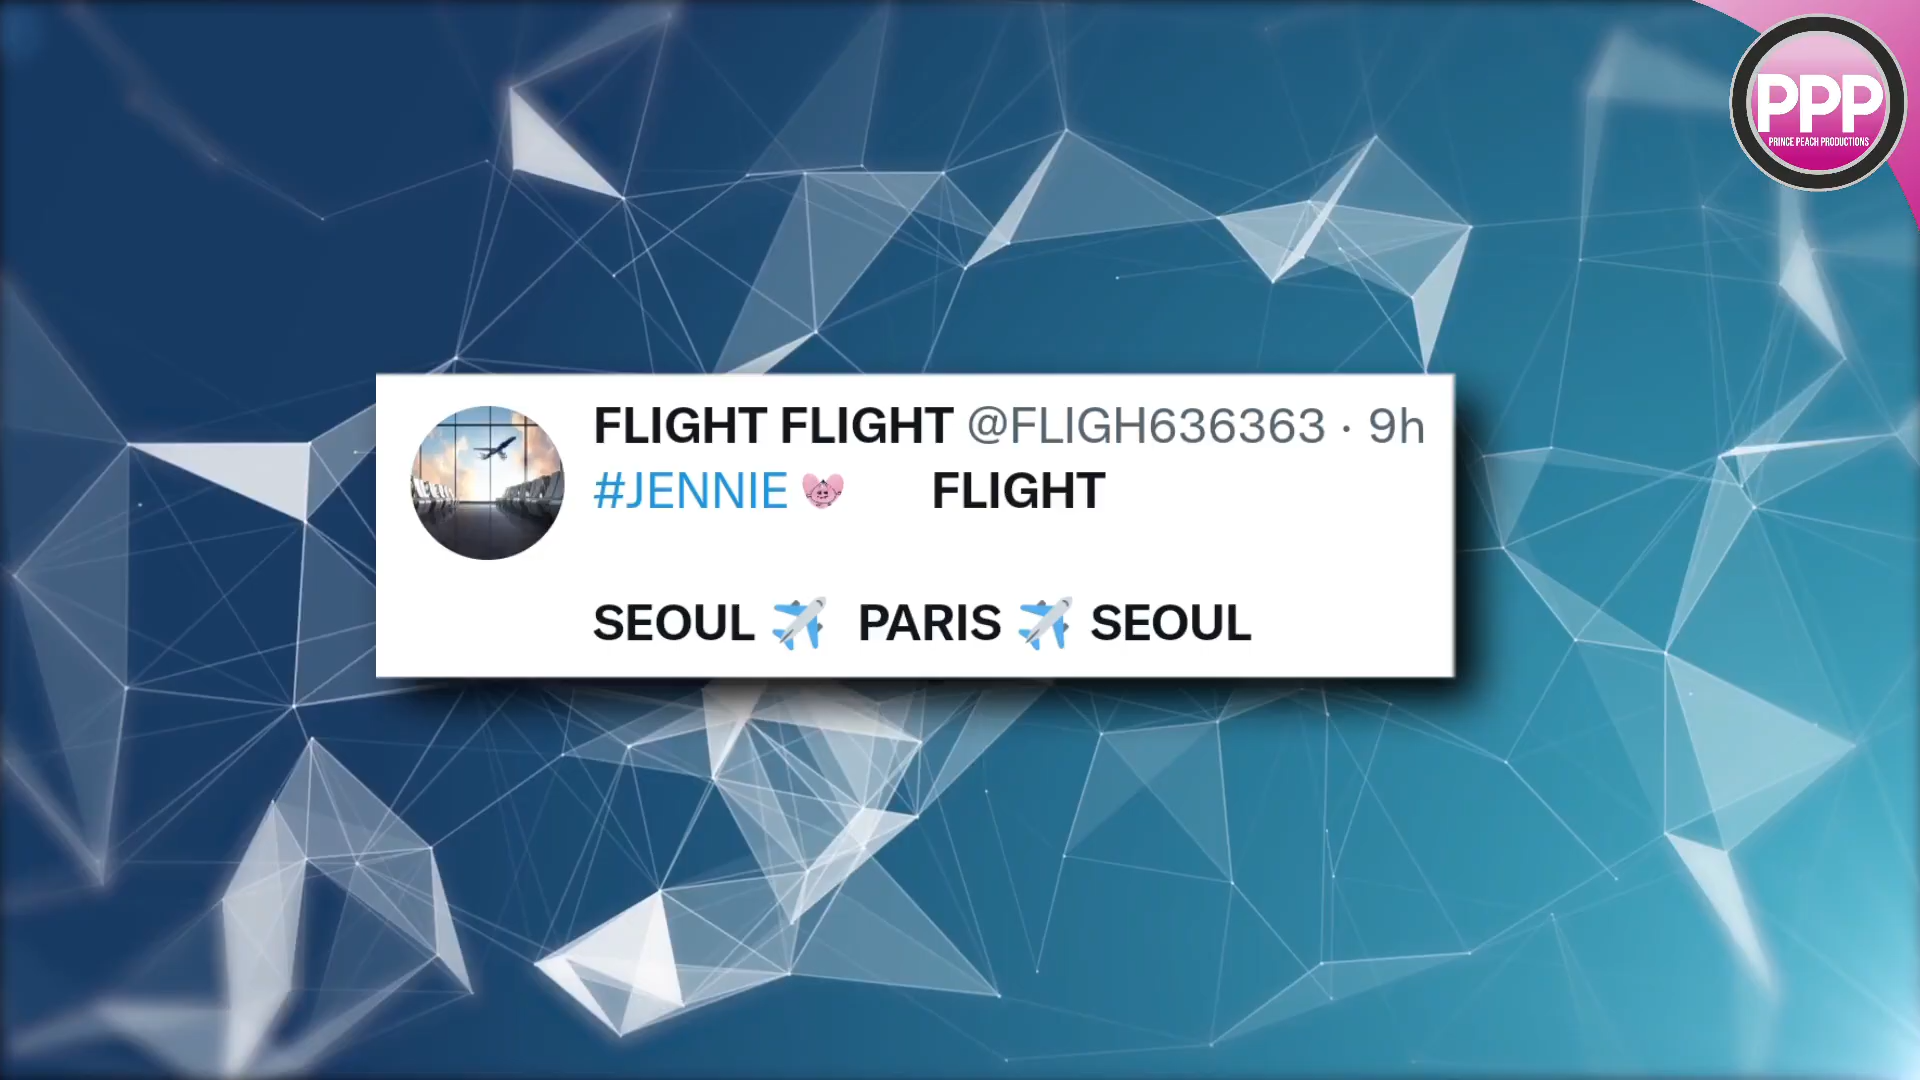 PPP
PRINCE PEACH PRODUCTIONS
FLIGHT FLIGHT @FLIGH636363 · 9h
#JENNIE FLIGHT
SEOUL ✈️ PARIS ✈️ SEOUL